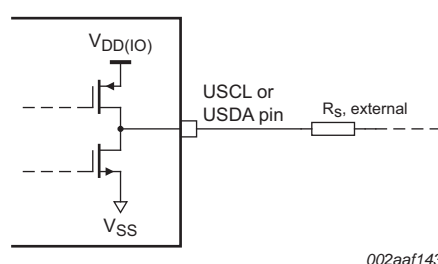 VDD(IO)
USCL or
USDA pin
Rs, external
VSS
002aaf143